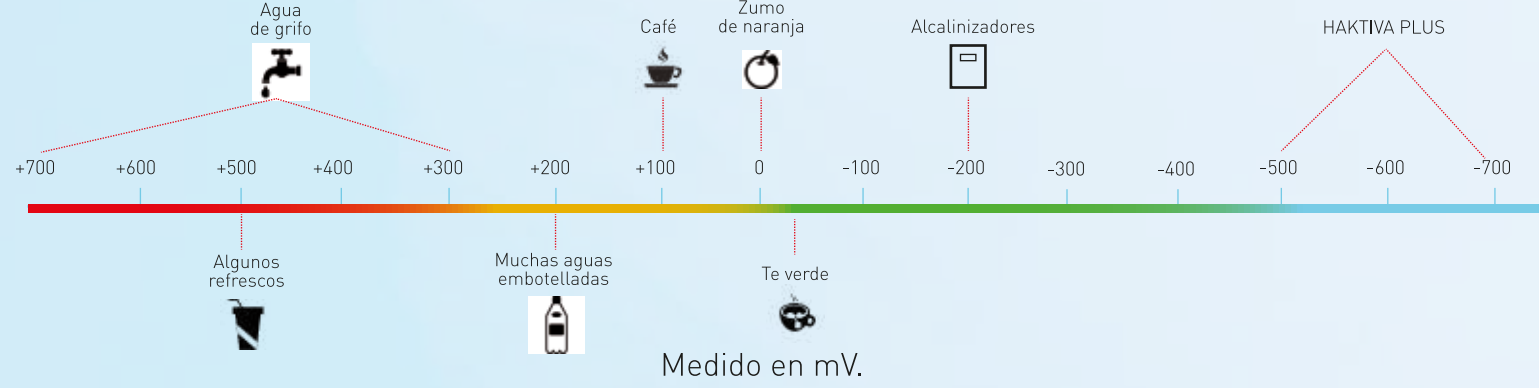 Agua
de grifo
Café
Zumo
de naranja
Alcalinizadores
HAKTIVA PLUS
+700 +600 +500 +400 +300 +200 +100 0 -100 -200 -300 -400 -500 -600 -700
Algunos
refrescos
Muchas aguas
embotelladas
Te verde
Medido en mV.